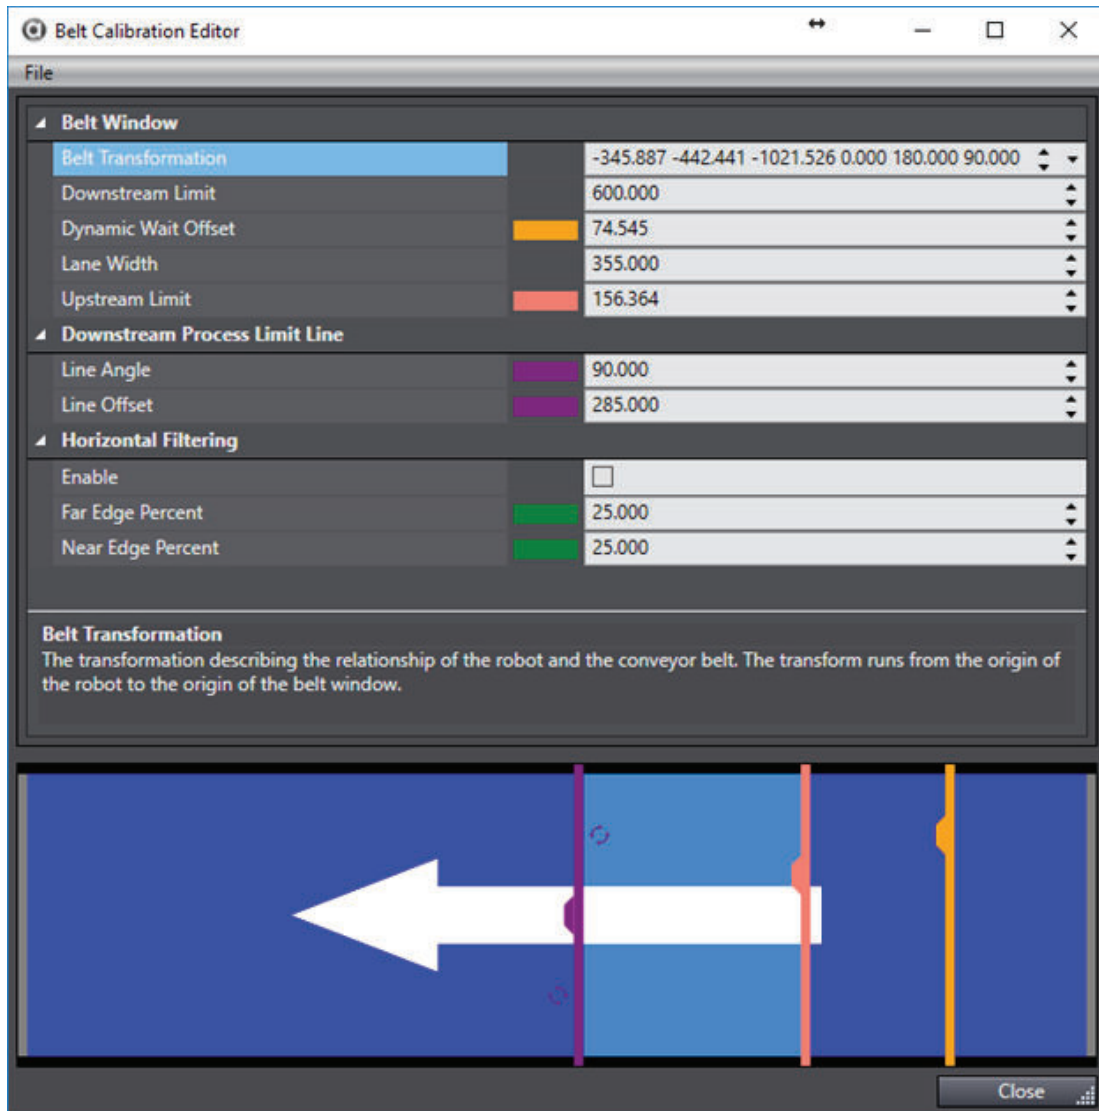 Belt Calibration Editor
File
Belt Window
Belt Transformation -345.887 -442.441 -1021.526 0.000 180.000 90.000
Downstream Limit 600.000
Dynamic Wait Offset 74.545
Lane Width 355.000
Upstream Limit 156.364
Downstream Process Limit Line
Line Angle 90.000
Line Offset 285.000
Horizontal Filtering
Enable
Far Edge Percent 25.000
Near Edge Percent 25.000
Belt Transformation
The transformation describing the relationship of the robot and the conveyor belt. The transform runs from the origin of
the robot to the origin of the belt window.
Close